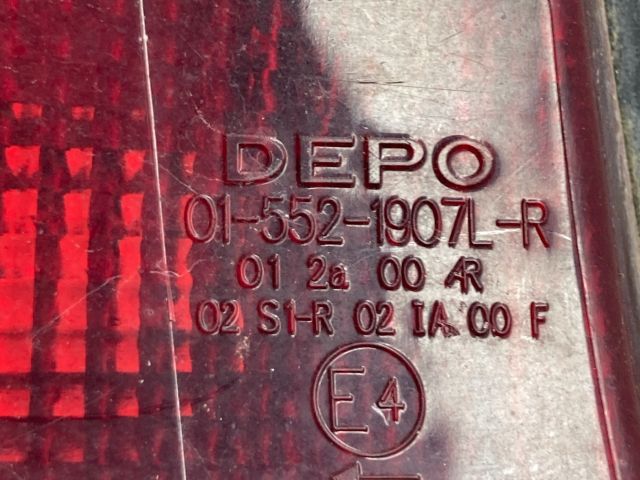 DEPO
01-552-1907L-R
01 2a 00 AR
02 S1-R 02 IA 00 F
E4